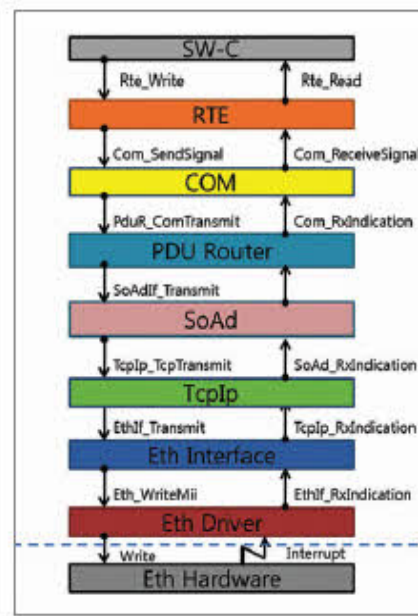 SW-C
Rte_Write Rte_Read
RTE
Com_SendSignal Com_ReceiveSignal
COM
PduR_ComTransmit Com_RxIndication
PDU Router
SoAdIf_Transmit
SoAd
TcpIp_TcpTransmit SoAd_RxIndication
TcpIp
EthIf_Transmit TcpIp_RxIndication
Eth Interface
Eth_WriteMii EthIf_RxIndication
Eth Driver
Write Interrupt
Eth Hardware